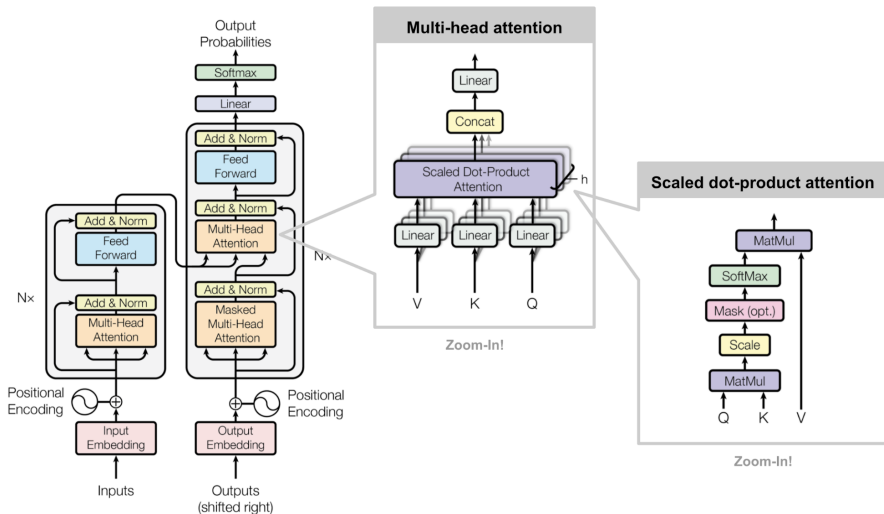 Output
Probabilities
Softmax
Linear
Add & Norm
Feed
Forward
Add & Norm
Multi-Head
Attention
Add & Norm
Masked
Multi-Head
Attention
N×
Add & Norm
Feed
Forward
N×
Add & Norm
Multi-Head
Attention
Positional
Encoding
Positional
Encoding
Input
Embedding
Output
Embedding
Inputs
Outputs
(shifted right)
Multi-head attention
Linear
Concat
Scaled Dot-Product
Attention
h
Linear
Linear
Linear
V
K
Q
Zoom-In!
Scaled dot-product attention
MatMul
SoftMax
Mask (opt.)
Scale
MatMul
Q
K
V
Zoom-In!